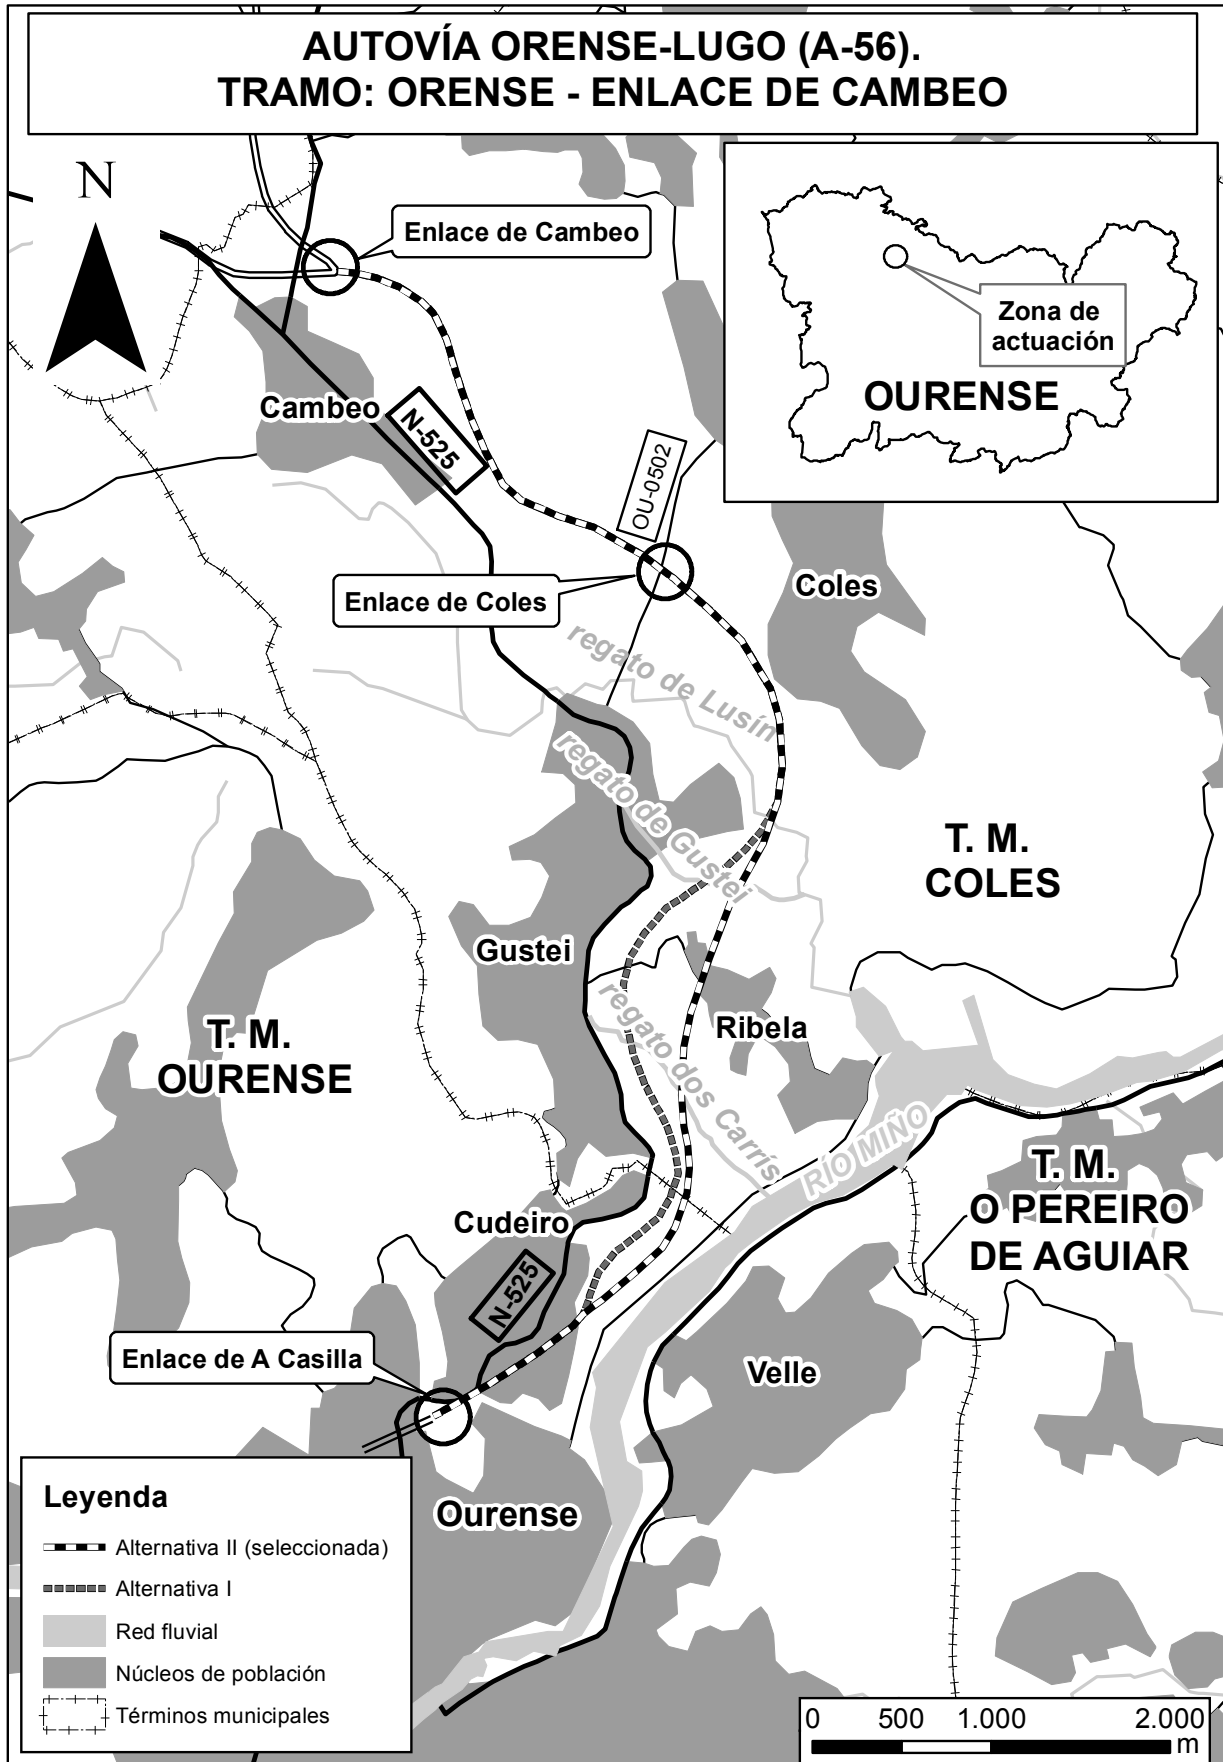 AUTOVÍA ORENSE-LUGO (A-56).
TRAMO: ORENSE - ENLACE DE CAMBEO
N
Enlace de Cambeo
Zona de
actuación
OURENSE
Cambeo
N-525
OU-0502
Enlace de Coles
Coles
regato de Lusín
regato de Gustei
T. M.
COLES
Gustei
regato dos Carrís
Ribela
T. M.
OURENSE
RÍO MIÑO
T. M.
O PEREIRO
DE AGUIAR
Cudeiro
N-525
Enlace de A Casilla
Velle
Ourense
Leyenda
Alternativa II (seleccionada)
Alternativa I
Red fluvial
Núcleos de población
Términos municipales
0 500 1.000 2.000
m